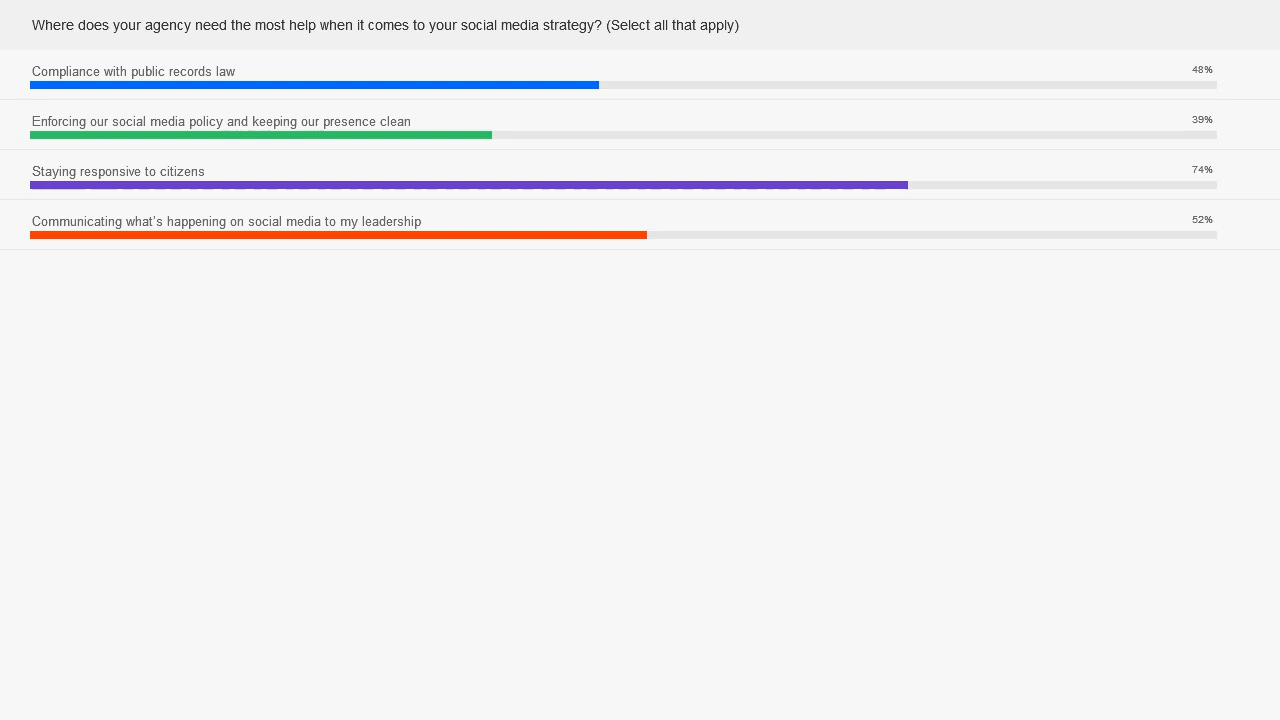 Where does your agency need the most help when it comes to your social media strategy? (Select all that apply)
Compliance with public records law
48%
Enforcing our social media policy and keeping our presence clean
39%
Staying responsive to citizens
74%
Communicating what's happening on social media to my leadership
52%